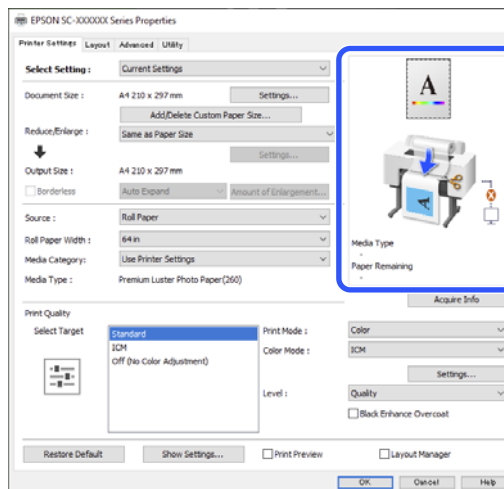 EPSON SC-XXXXXX Series Properties
Printer Settings Layout Advanced Utility
Select Setting : Current Settings
Document Size : A4 210 x 297 mm Settings...
Add/Delete Custom Paper Size...
Reduce/Enlarge : Same as Paper Size
Settings...
Output Size : A4 210 x 297 mm
Borderless Auto Expand Amount of Enlargement...
Source : Roll Paper
Roll Paper Width : 64 in
Media Category: Use Printer Settings
Media Type : Premium Luster Photo Paper(260)
A
A
Media Type
-
Paper Remaining
-
Acquire Info
Print Quality
Select Target Standard
ICM
Off (No Color Adjustment)
Print Mode : Color
Color Mode : ICM
Settings...
Level : Quality
Black Enhance Overcoat
Restore Default Show Settings... Print Preview Layout Manager
OK Cancel Help